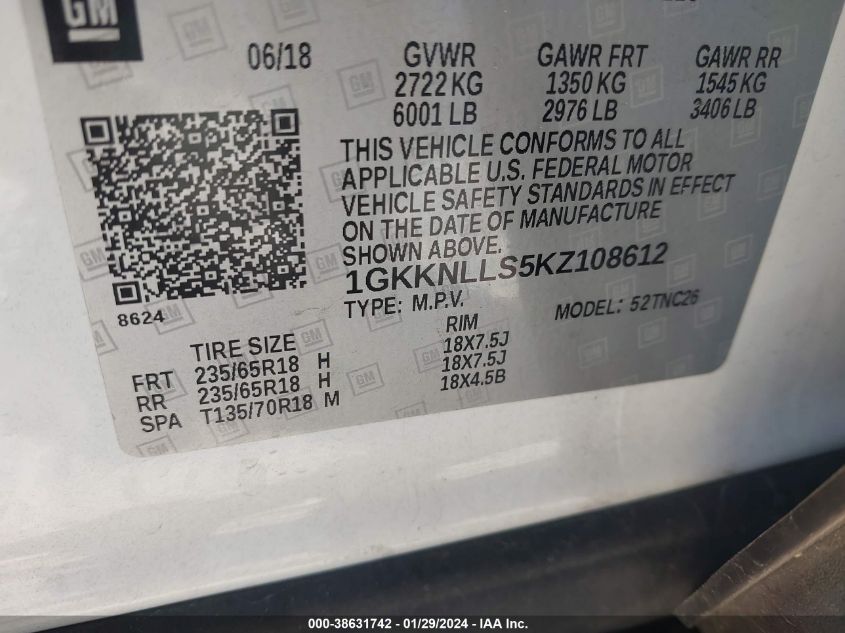 GM
06/18 GVWR GAWR FRT GAWR RR
2722 KG 1350 KG 1545 KG
6001 LB 2976 LB 3406 LB
THIS VEHICLE CONFORMS TO ALL
APPLICABLE U.S. FEDERAL MOTOR
VEHICLE SAFETY STANDARDS IN EFFECT
ON THE DATE OF MANUFACTURE
SHOWN ABOVE.
1GKKNLLS5KZ108612
8624
TYPE: M.P.V. MODEL: 52TNC26
TIRE SIZE RIM
FRT 235/65R18 H 18X7.5J
RR 235/65R18 H 18X7.5J
SPA T135/70R18 M 18X4.5B
000-38631742 - 01/29/2024 - IAA Inc.